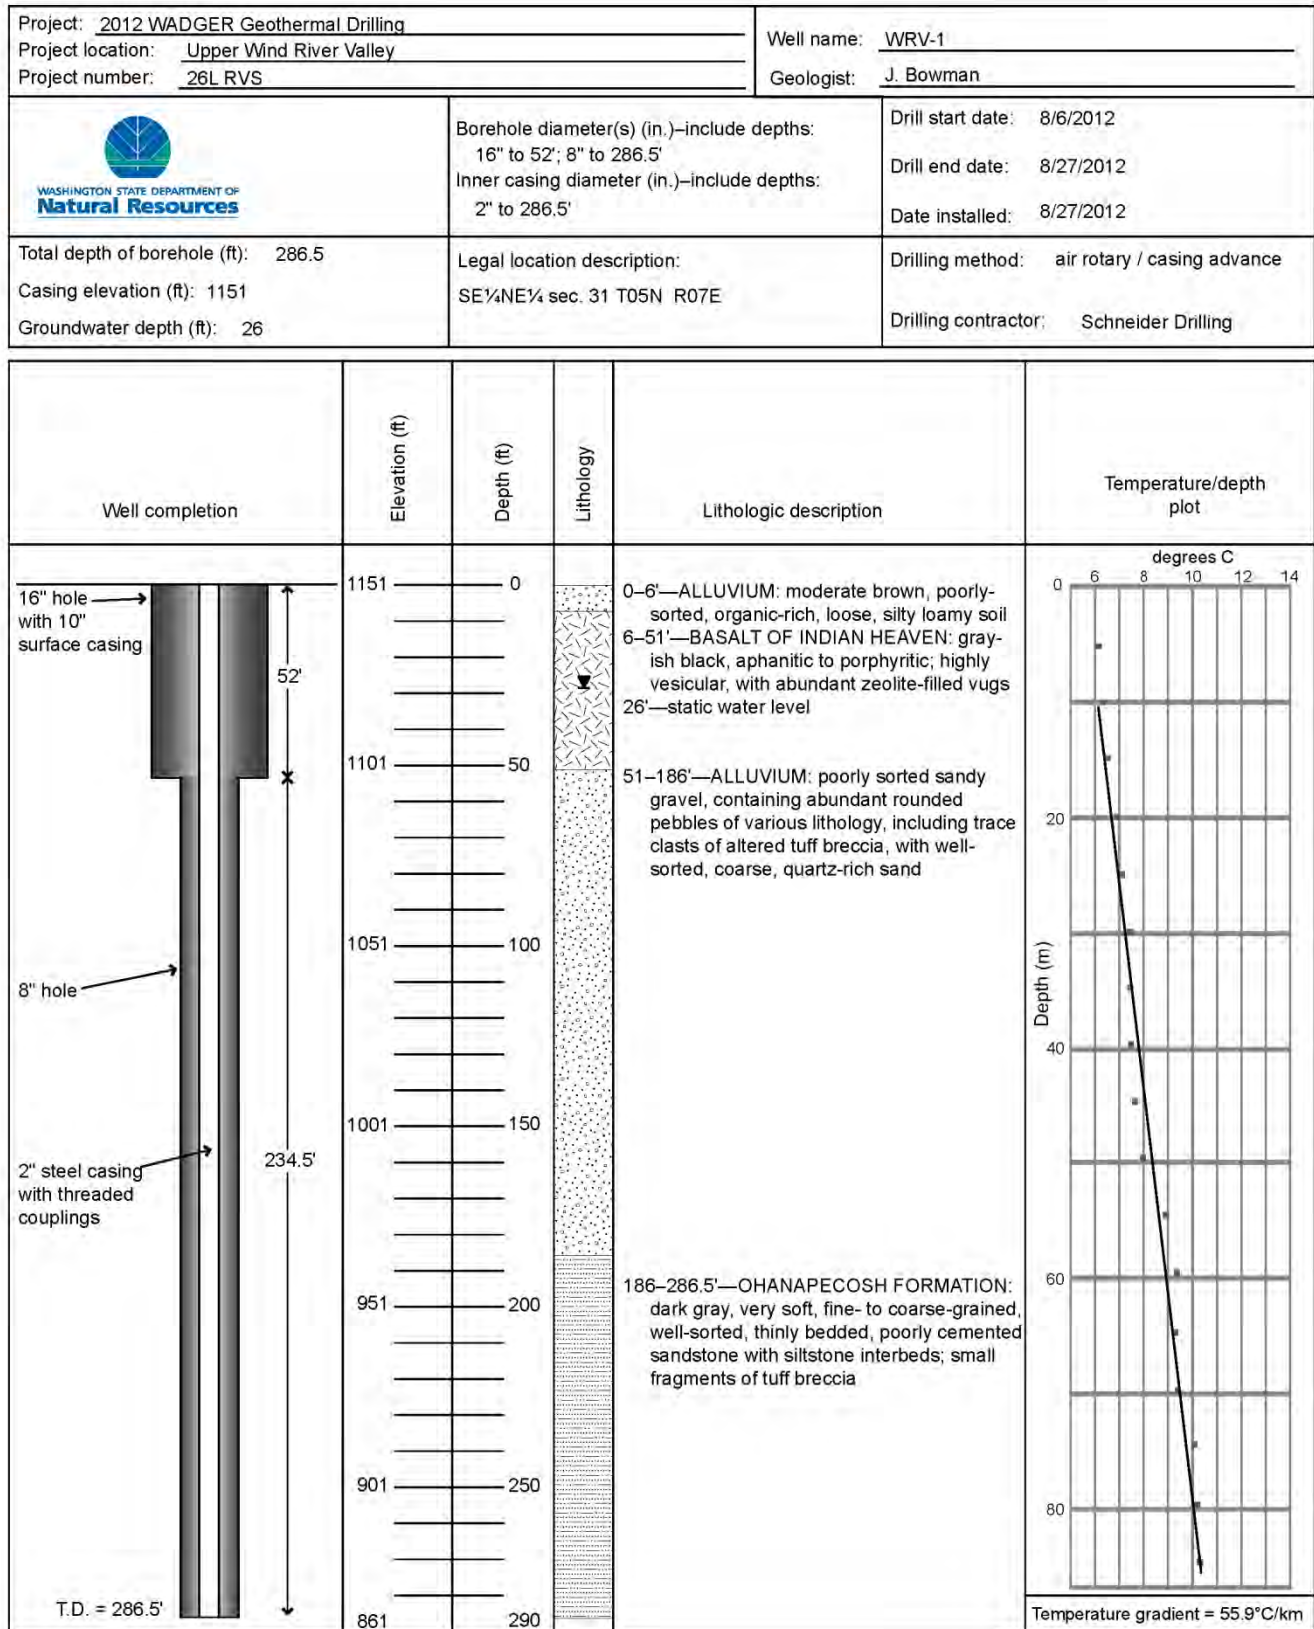 Project: 2012 WADGER Geothermal Drilling
Project location: Upper Wind River Valley
Project number: 26L RVS
Well name: WRV-1
Geologist: J. Bowman
WASHINGTON STATE DEPARTMENT OF
Natural Resources
Borehole diameter(s) (in.)–include depths:
16" to 52'; 8" to 286.5'
Inner casing diameter (in.)–include depths:
2" to 286.5'
Drill start date: 8/6/2012
Drill end date: 8/27/2012
Date installed: 8/27/2012
Total depth of borehole (ft): 286.5
Casing elevation (ft): 1151
Groundwater depth (ft): 26
Legal location description:
SE¼NE¼ sec. 31 T05N R07E
Drilling method: air rotary / casing advance
Drilling contractor: Schneider Drilling
Well completion
Elevation (ft)
Depth (ft)
Lithology
Lithologic description
Temperature/depth
plot
16" hole
with 10"
surface casing
52'
8" hole
2" steel casing
with threaded
couplings
234.5'
T.D. = 286.5'
1151
1101
1051
1001
951
901
861
0
50
100
150
200
250
290
0–6'—ALLUVIUM: moderate brown, poorly-
sorted, organic-rich, loose, silty loamy soil
6–51'—BASALT OF INDIAN HEAVEN: gray-
ish black, aphanitic to porphyritic; highly
vesicular, with abundant zeolite-filled vugs
26'—static water level
51–186'—ALLUVIUM: poorly sorted sandy
gravel, containing abundant rounded
pebbles of various lithology, including trace
clasts of altered tuff breccia, with well-
sorted, coarse, quartz-rich sand
186–286.5'—OHANAPECOSH FORMATION:
dark gray, very soft, fine- to coarse-grained,
well-sorted, thinly bedded, poorly cemented
sandstone with siltstone interbeds; small
fragments of tuff breccia
degrees C
0 6 8 10 12 14
20
Depth (m)
40
60
80
Temperature gradient = 55.9°C/km